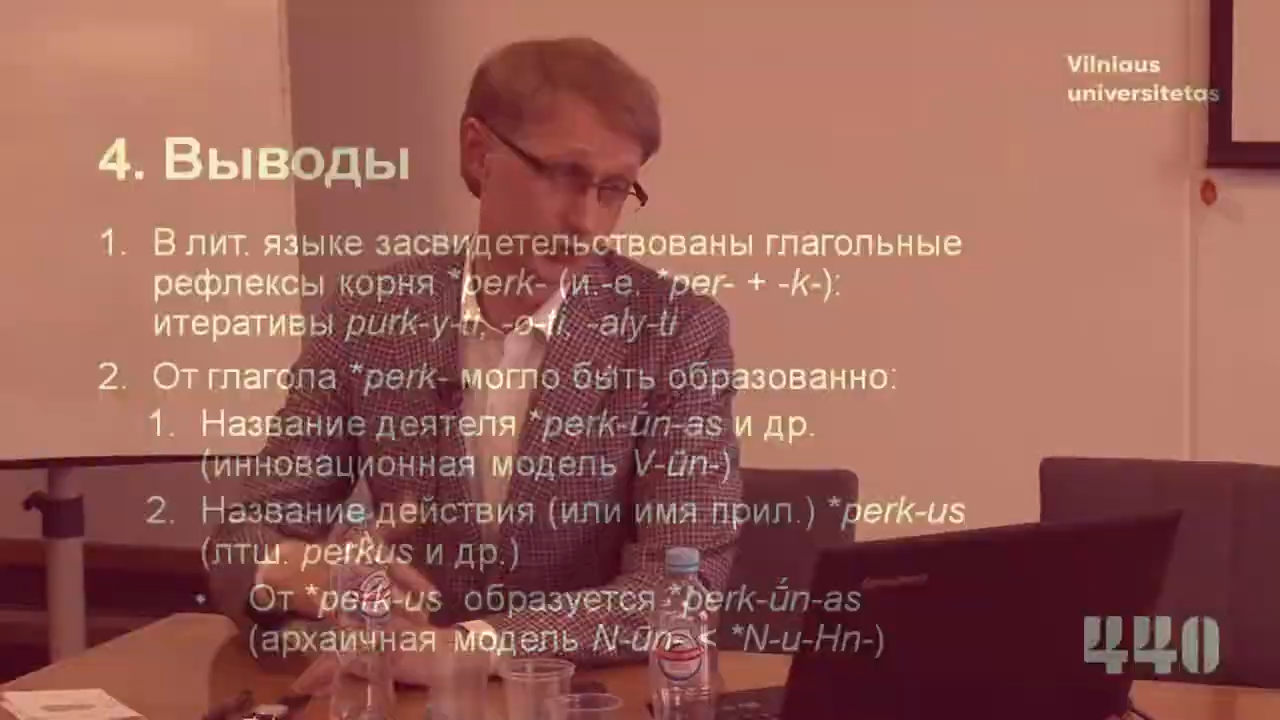 Vilniaus
universitetas
4. Выводы
1. В лит. языке засвидетельствованы глагольные
рефлексы корня *perk- (и.-е. *per- + -k-):
итеративы purk-y-ti, -o-ti, -aly-ti
2. От глагола *perk- могло быть образованно:
1. Название деятеля *perk-ū́n-as и др.
(инновационная модель V-ūn-)
2. Название действия (или имя прил.) *perk-us
(лтш. pērkus и др.)
• От *perk-us образуется *perk-ū́n-as
(архаичная модель N-ūn- < *N-u-Hn-)
440